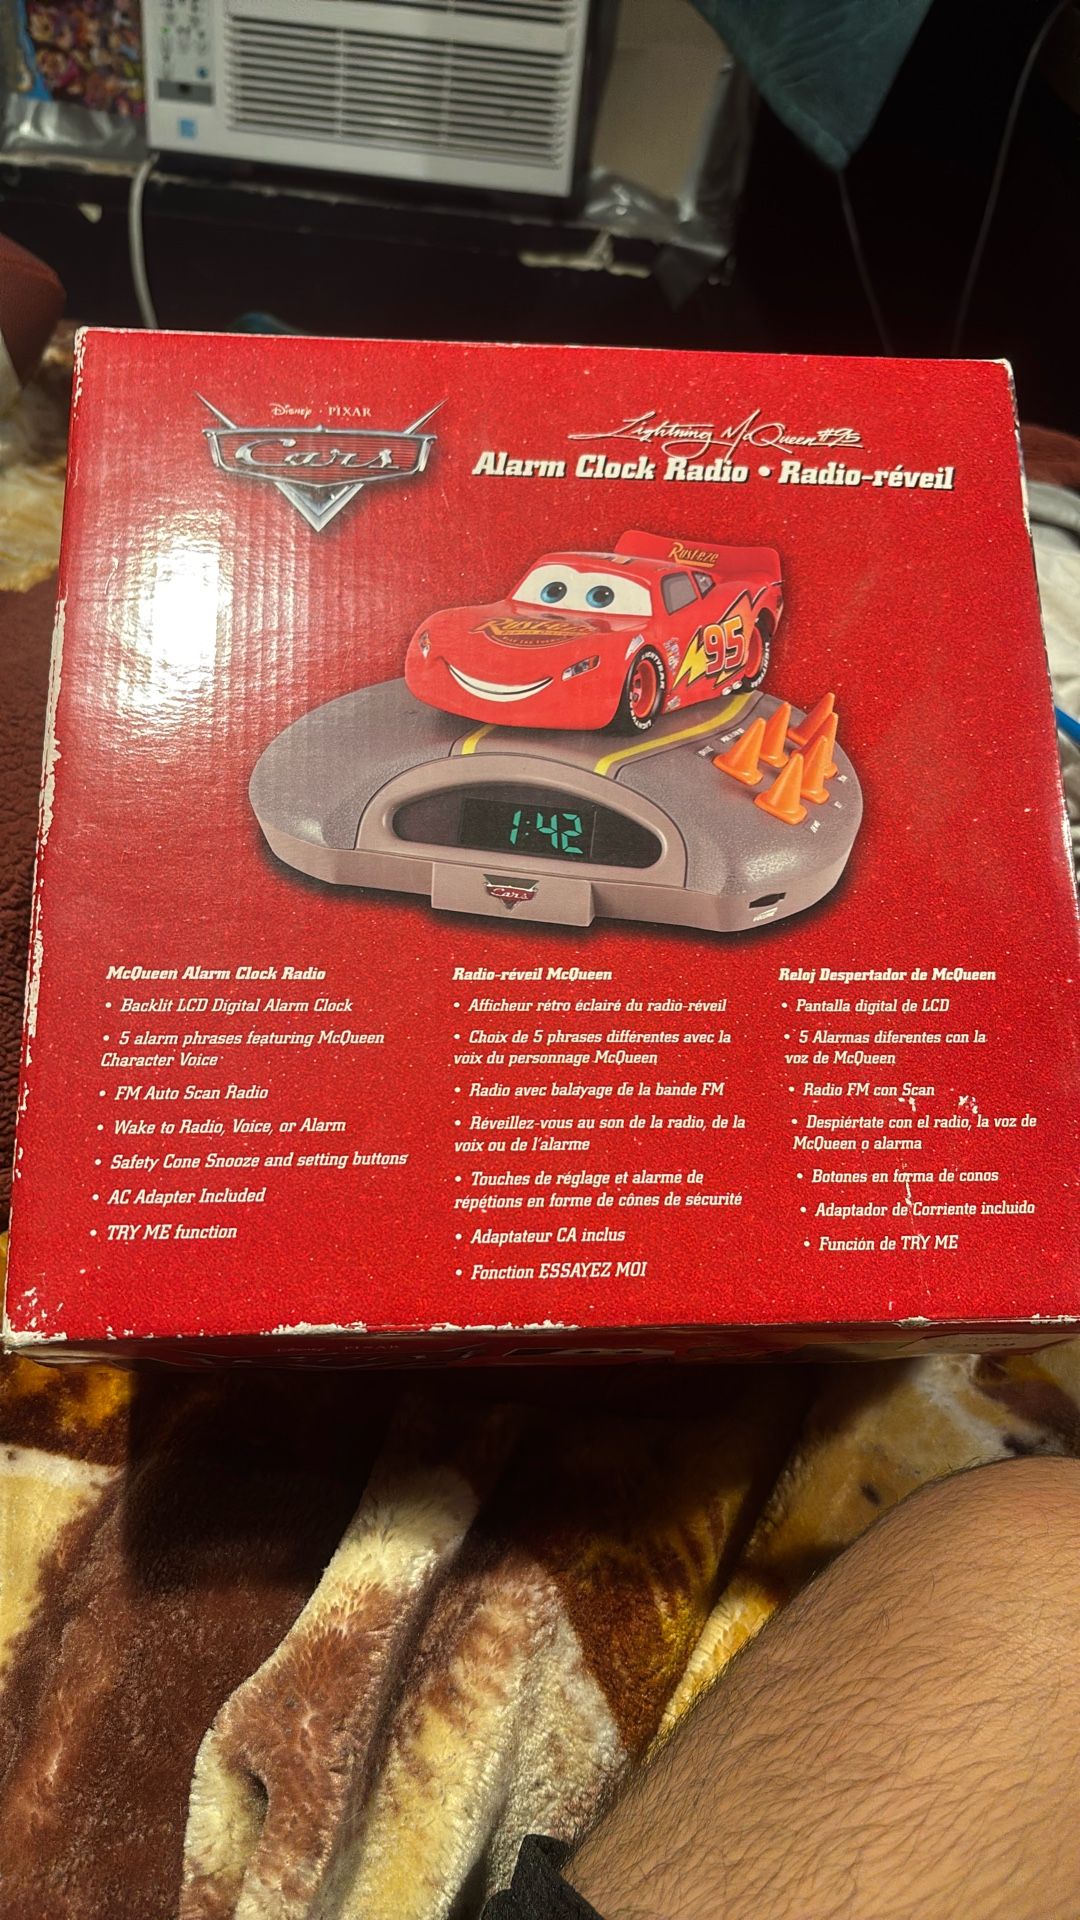 Disney · PIXAR
Cars
Lightning McQueen #95
Alarm Clock Radio • Radio-réveil
Rust-eze
Rust-eze
95
LIGHTYEAR
1:42
Cars
VOLUME
McQueen Alarm Clock Radio
• Backlit LCD Digital Alarm Clock
• 5 alarm phrases featuring McQueen
Character Voice
• FM Auto Scan Radio
• Wake to Radio, Voice, or Alarm
• Safety Cone Snooze and setting buttons
• AC Adapter Included
• TRY ME function
Radio-réveil McQueen
• Afficheur rétro éclairé du radio-réveil
• Choix de 5 phrases différentes avec la
voix du personnage McQueen
• Radio avec balayage de la bande FM
• Réveillez-vous au son de la radio, de la
voix ou de l'alarme
• Touches de réglage et alarme de
répétions en forme de cônes de sécurité
• Adaptateur CA inclus
• Fonction ESSAYEZ MOI
Reloj Despertador de McQueen
• Pantalla digital de LCD
• 5 Alarmas diferentes con la
voz de McQueen
• Radio FM con Scan
• Despiértate con el radio, la voz de
McQueen o alarma
• Botones en forma de conos
• Adaptador de Corriente incluido
• Función de TRY ME
Disney · PIXAR